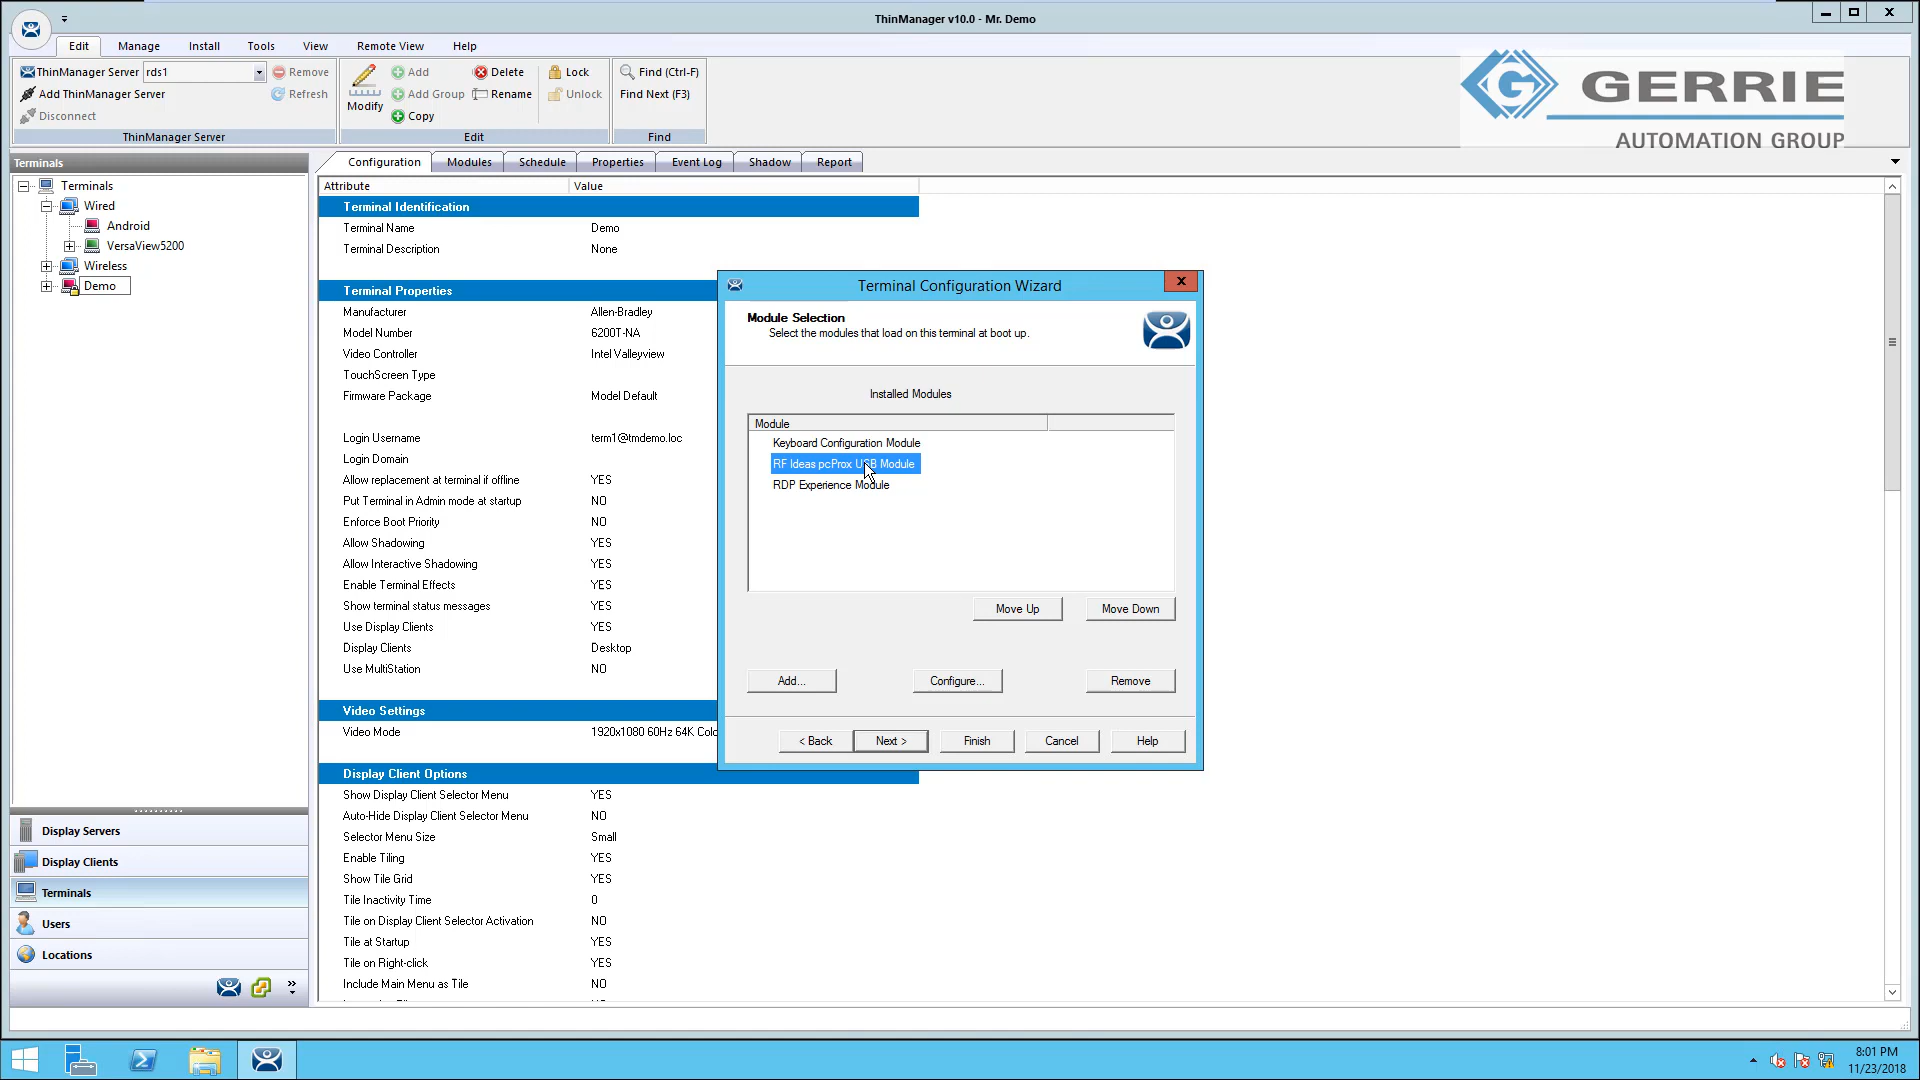 ThinManager v10.0 - Mr. Demo
Edit
Manage
Install
Tools
View
Remote View
Help
ThinManager Server
rds1
Remove
Add ThinManager Server
Refresh
Disconnect
ThinManager Server
Modify
Add
Delete
Add Group
Rename
Copy
Lock
Unlock
Edit
Find (Ctrl-F)
Find Next (F3)
Find
GERRIE
AUTOMATION GROUP
Terminals
Terminals
Wired
Android
VersaView5200
Wireless
Demo
Display Servers
Display Clients
Terminals
Users
Locations
Configuration
Modules
Schedule
Properties
Event Log
Shadow
Report
Attribute Value
Terminal Identification
Terminal Name Demo
Terminal Description None
Terminal Properties
Manufacturer Allen-Bradley
Model Number 6200T-NA
Video Controller Intel Valleyview
TouchScreen Type
Firmware Package Model Default
Login Username term1@tmdemo.loc
Login Domain
Allow replacement at terminal if offline YES
Put Terminal in Admin mode at startup NO
Enforce Boot Priority NO
Allow Shadowing YES
Allow Interactive Shadowing YES
Enable Terminal Effects YES
Show terminal status messages YES
Use Display Clients YES
Display Clients Desktop
Use MultiStation NO
Video Settings
Video Mode 1920x1080 60Hz 64K Colo
Display Client Options
Show Display Client Selector Menu YES
Auto-Hide Display Client Selector Menu NO
Selector Menu Size Small
Enable Tiling YES
Show Tile Grid YES
Tile Inactivity Time 0
Tile on Display Client Selector Activation NO
Tile at Startup YES
Tile on Right-click YES
Include Main Menu as Tile NO
Terminal Configuration Wizard
Module Selection
Select the modules that load on this terminal at boot up.
Installed Modules
Module
Keyboard Configuration Module
RF Ideas pcProx USB Module
RDP Experience Module
Move Up
Move Down
Add...
Configure...
Remove
< Back
Next >
Finish
Cancel
Help
8:01 PM
11/23/2018